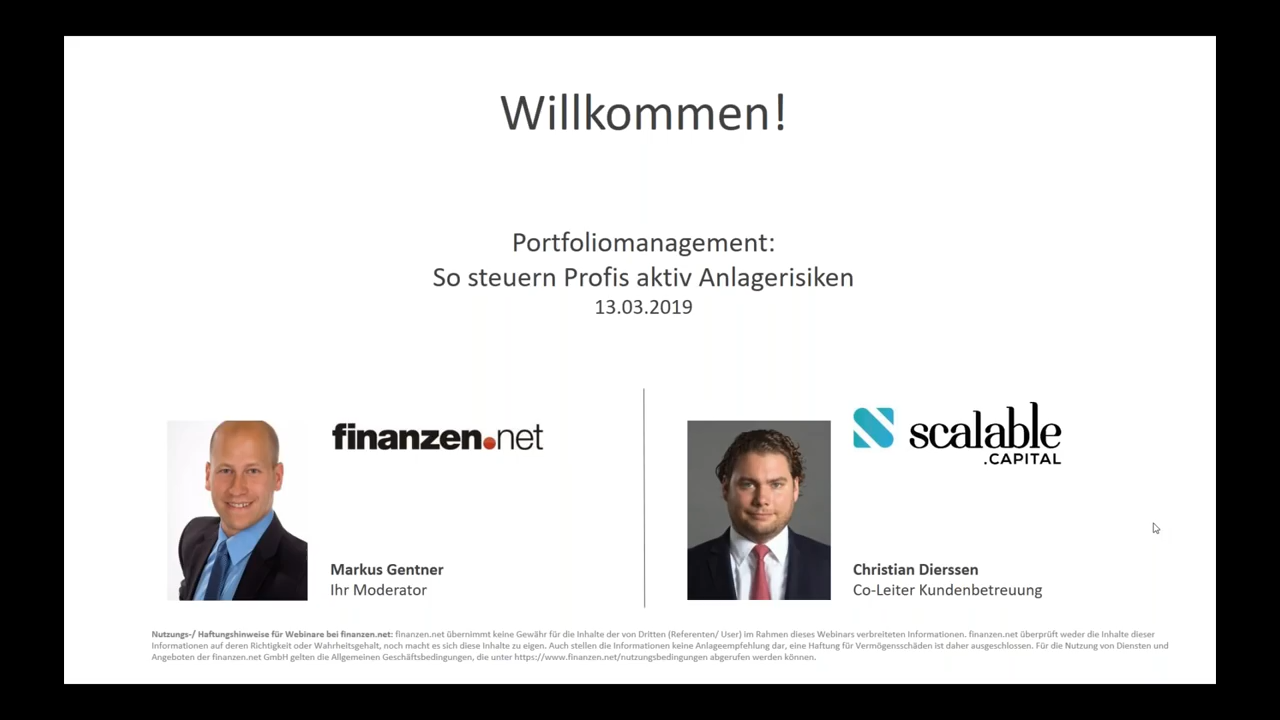 Willkommen!
Portfoliomanagement:
So steuern Profis aktiv Anlagerisiken
13.03.2019
finanzen.net
Markus Gentner
Ihr Moderator
scalable
.CAPITAL
Christian Dierssen
Co-Leiter Kundenbetreuung
Nutzungs-/ Haftungshinweise für Webinare bei finanzen.net: finanzen.net übernimmt keine Gewähr für die Inhalte der von Dritten (Referenten/ User) im Rahmen dieses Webinars verbreiteten Informationen. finanzen.net überprüft weder die Inhalte dieser
Informationen auf deren Richtigkeit oder Wahrheitsgehalt, noch macht es sich diese Inhalte zu eigen. Auch stellen die Informationen keine Anlageempfehlung dar, eine Haftung für Vermögensschäden ist daher ausgeschlossen. Für die Nutzung von Diensten und
Angeboten der finanzen.net GmbH gelten die Allgemeinen Geschäftsbedingungen, die unter https://www.finanzen.net/nutzungsbedingungen abgerufen werden können.